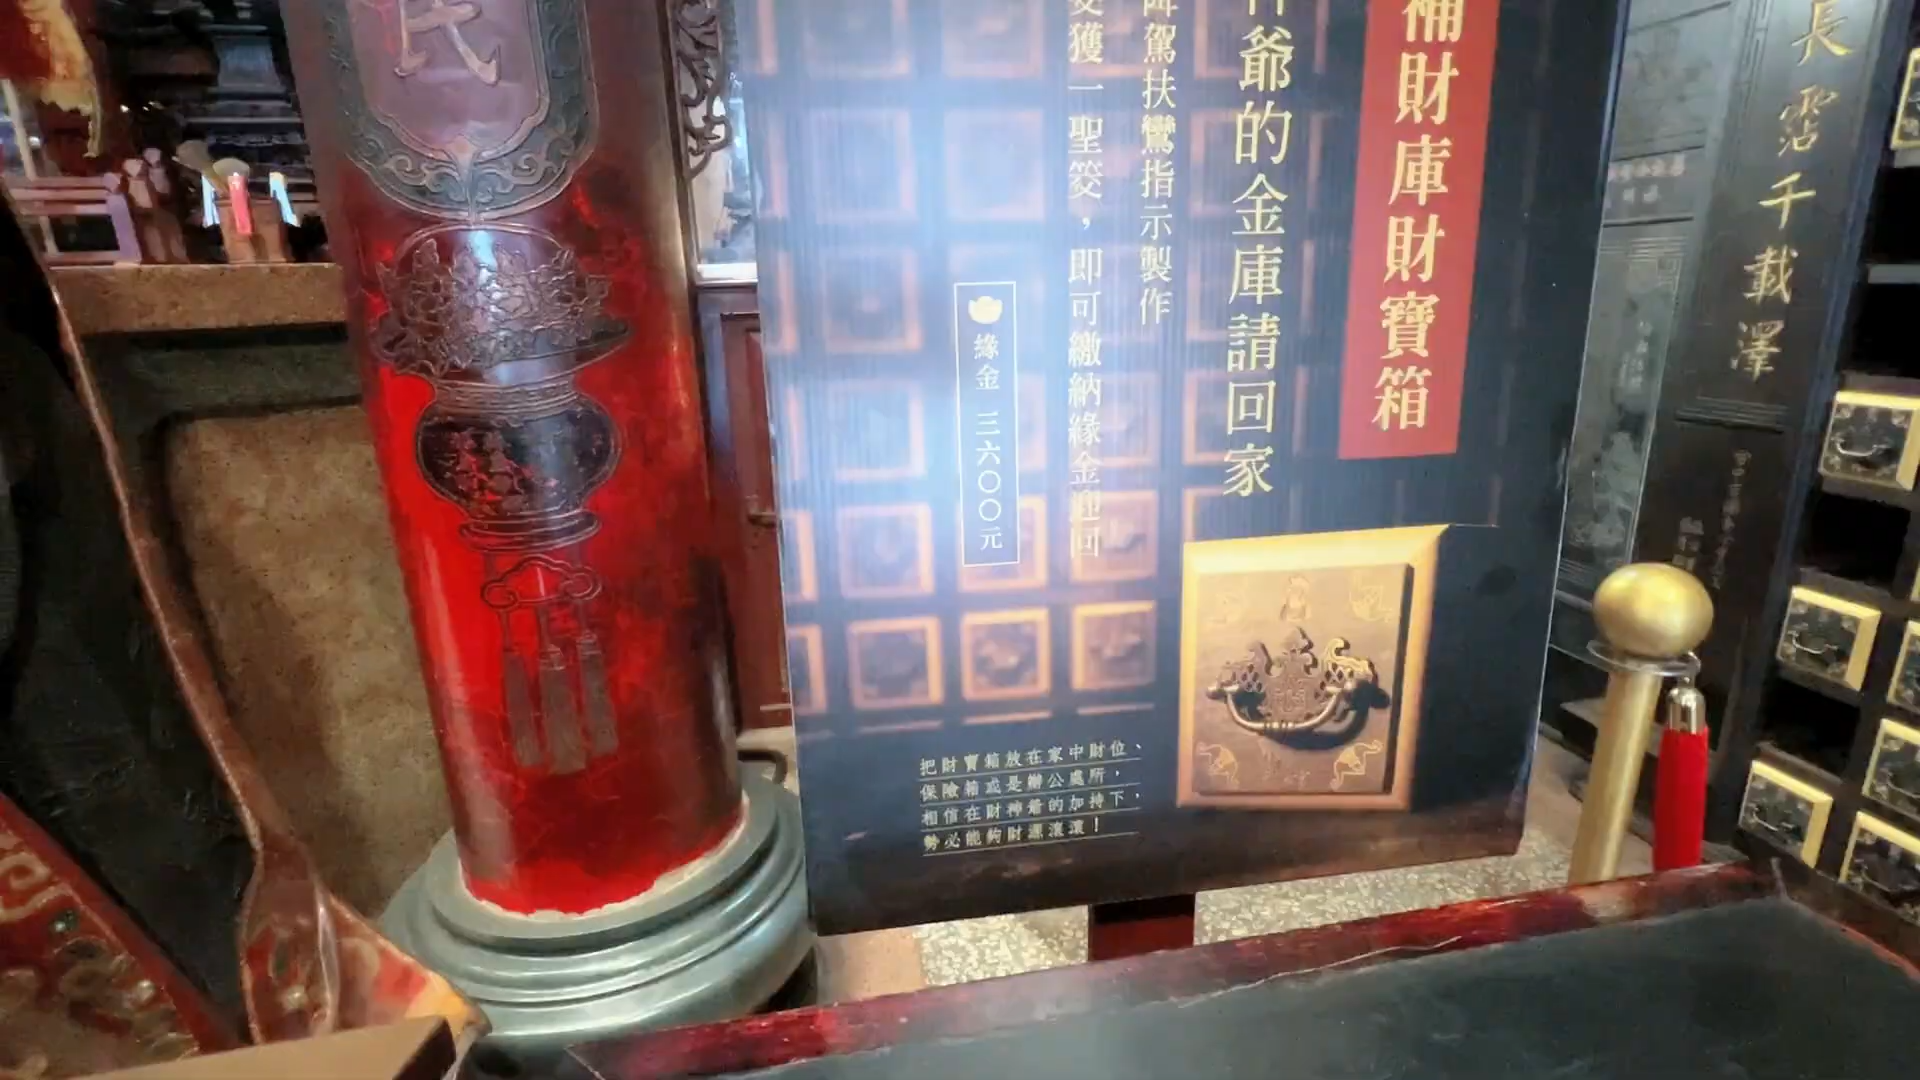 補財庫財寶箱
爺的金庫請回家
駕扶鸞指示製作
獲一聖筊，即可繳納緣金迎回
緣金 三六〇〇元
把財寶箱放在家中財位、
保險箱或是辦公處所，
相信在財神爺的加持下，
勢必能夠財源滾滾！
長霑千載澤
氏